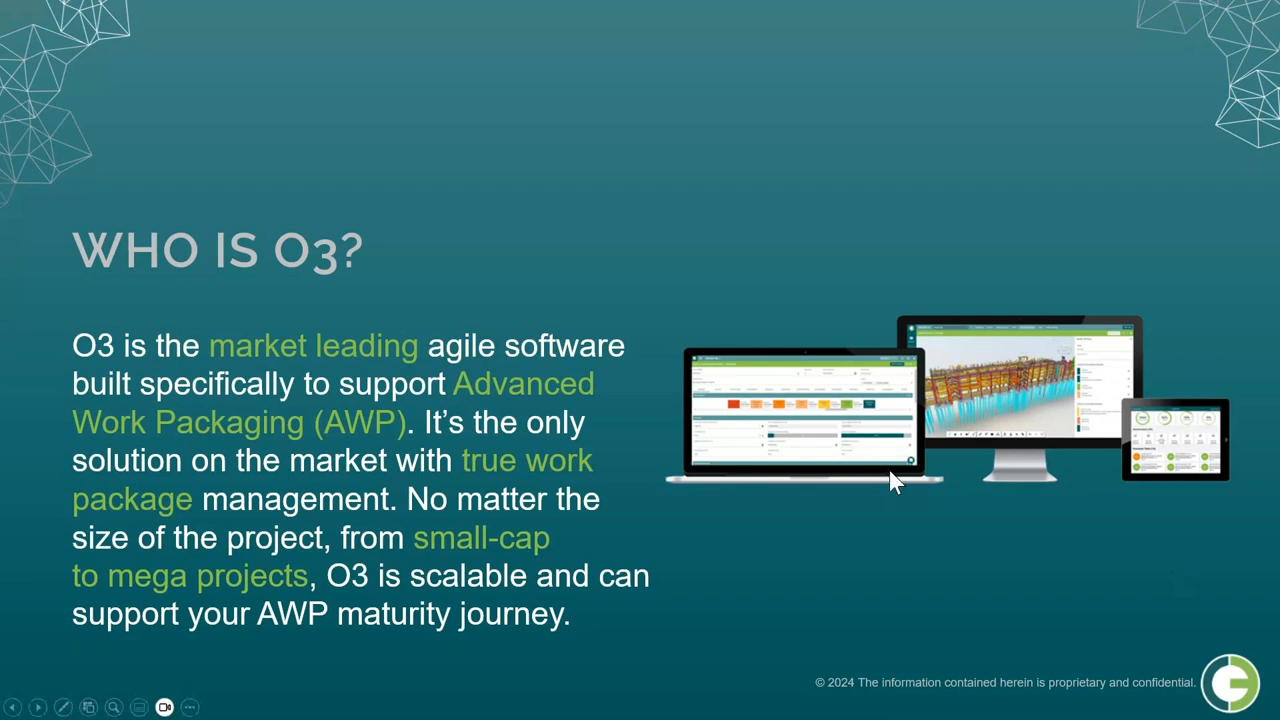 WHO IS O3?
O3 is the market leading agile software
built specifically to support Advanced
Work Packaging (AWP). It’s the only
solution on the market with true work
package management. No matter the
size of the project, from small-cap
to mega projects, O3 is scalable and can
support your AWP maturity journey.
© 2024 The information contained herein is proprietary and confidential.